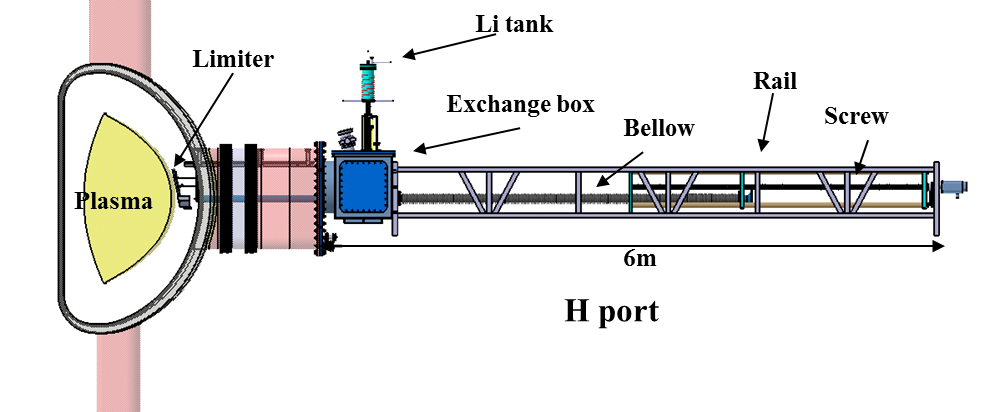 Li tank
Limiter
Rail
Exchange box
Screw
Bellow
Plasma
6m
H port